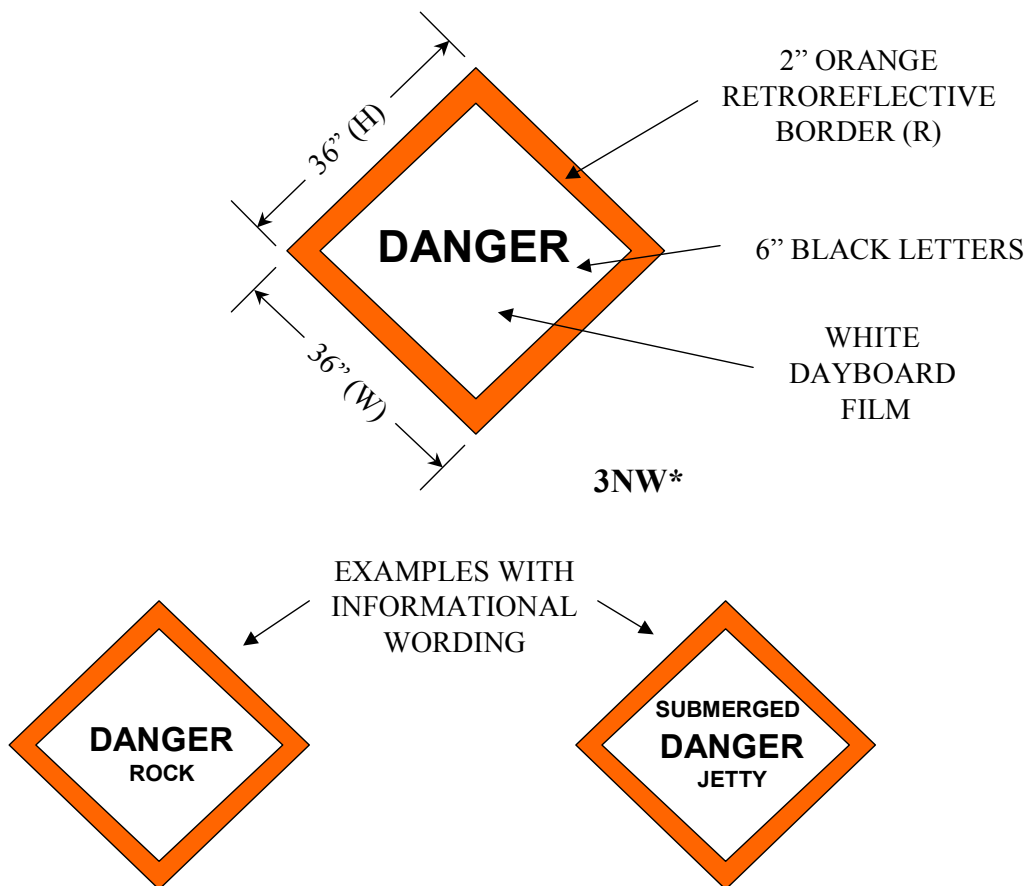 36” (H)
2” ORANGE
RETROREFLECTIVE
BORDER (R)
DANGER
6” BLACK LETTERS
36” (W)
WHITE
DAYBOARD
FILM
3NW*
EXAMPLES WITH
INFORMATIONAL
WORDING
DANGER
ROCK
SUBMERGED
DANGER
JETTY